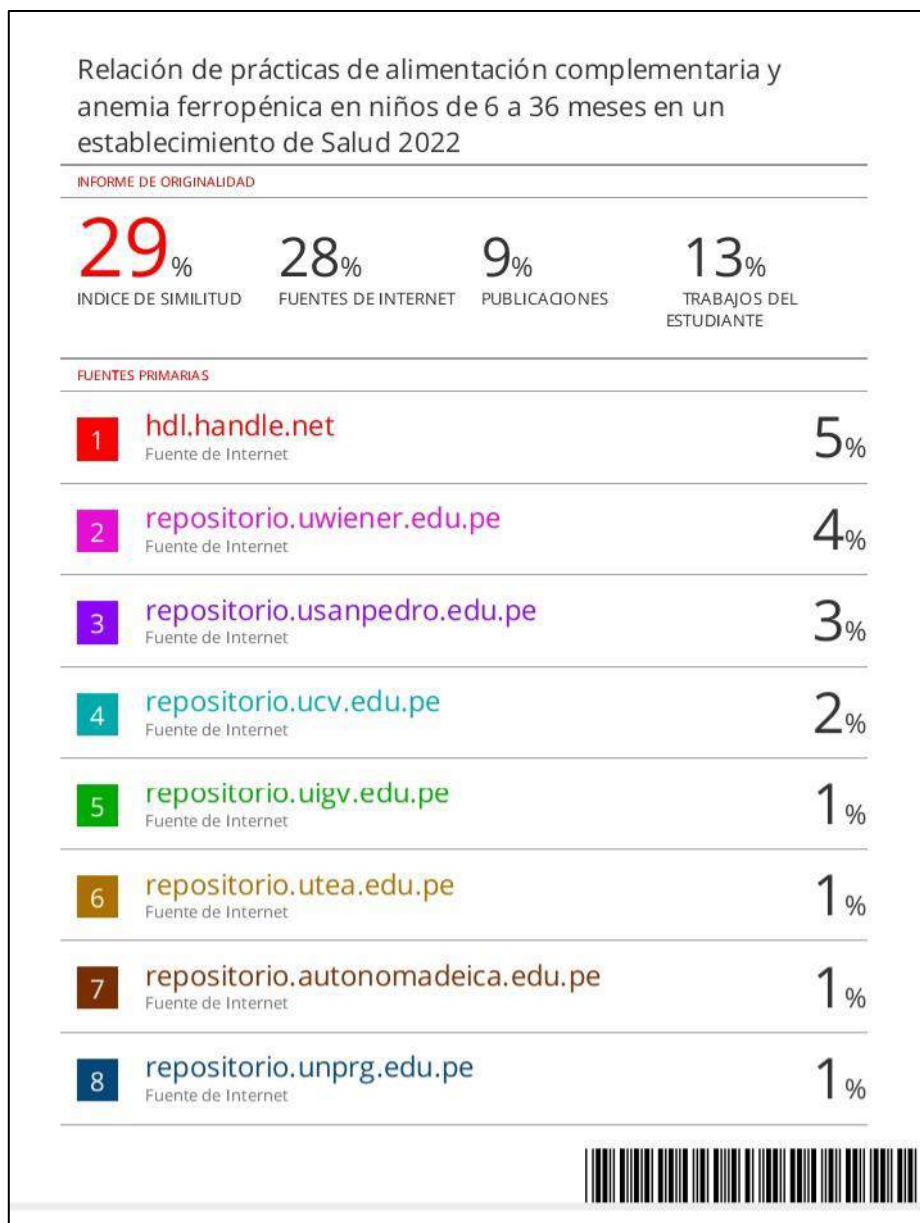 Relación de prácticas de alimentación complementaria y
anemia ferropénica en niños de 6 a 36 meses en un
establecimiento de Salud 2022
INFORME DE ORIGINALIDAD
29%
INDICE DE SIMILITUD
28%
FUENTES DE INTERNET
9%
PUBLICACIONES
13%
TRABAJOS DEL
ESTUDIANTE
FUENTES PRIMARIAS
1
hdl.handle.net
Fuente de Internet
5%
2
repositorio.uwiener.edu.pe
Fuente de Internet
4%
3
repositorio.usanpedro.edu.pe
Fuente de Internet
3%
4
repositorio.ucv.edu.pe
Fuente de Internet
2%
5
repositorio.uigv.edu.pe
Fuente de Internet
1%
6
repositorio.utea.edu.pe
Fuente de Internet
1%
7
repositorio.autonomadeica.edu.pe
Fuente de Internet
1%
8
repositorio.unprg.edu.pe
Fuente de Internet
1%